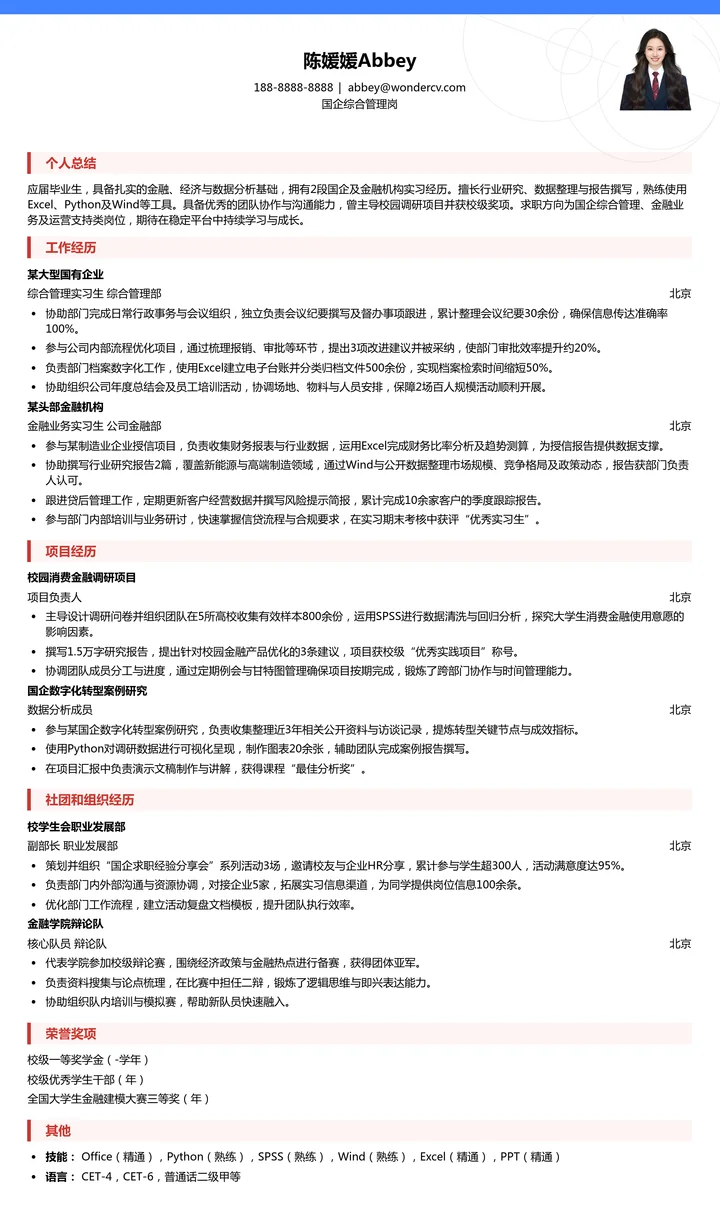 陈媛媛Abbey
188-8888-8888 | abbey@wondercv.com
国企综合管理岗
个人总结
应届毕业生，具备扎实的金融、经济与数据分析基础，拥有2段国企及金融机构实习经历。擅长行业研究、数据整理与报告撰写，熟练使用
Excel、Python及Wind等工具。具备优秀的团队协作与沟通能力，曾主导校园调研项目并获校级奖项。求职方向为国企综合管理、金融业
务及运营支持类岗位，期待在稳定平台中持续学习与成长。
工作经历
某大型国有企业
综合管理实习生 综合管理部 北京
• 协助部门完成日常行政事务与会议组织，独立负责会议纪要撰写及督办事项跟进，累计整理会议纪要30余份，确保信息传达准确率
100%。
• 参与公司内部流程优化项目，通过梳理报销、审批等环节，提出3项改进建议并被采纳，使部门审批效率提升约20%。
• 负责部门档案数字化工作，使用Excel建立电子台账并分类归档文件500余份，实现档案检索时间缩短50%。
• 协助组织公司年度总结会及员工培训活动，协调场地、物料与人员安排，保障2场百人规模活动顺利开展。
某头部金融机构
金融业务实习生 公司金融部 北京
• 参与某制造业企业授信项目，负责收集财务报表与行业数据，运用Excel完成财务比率分析及趋势测算，为授信报告提供数据支撑。
• 协助撰写行业研究报告2篇，覆盖新能源与高端制造领域，通过Wind与公开数据整理市场规模、竞争格局及政策动态，报告获部门负责
人认可。
• 跟进贷后管理工作，定期更新客户经营数据并撰写风险提示简报，累计完成10余家客户的季度跟踪报告。
• 参与部门内部培训与业务研讨，快速掌握信贷流程与合规要求，在实习期末考核中获评“优秀实习生”。
项目经历
校园消费金融调研项目
项目负责人 北京
• 主导设计调研问卷并组织团队在5所高校收集有效样本800余份，运用SPSS进行数据清洗与回归分析，探究大学生消费金融使用意愿的
影响因素。
• 撰写1.5万字研究报告，提出针对校园金融产品优化的3条建议，项目获校级“优秀实践项目”称号。
• 协调团队成员分工与进度，通过定期例会与甘特图管理确保项目按期完成，锻炼了跨部门协作与时间管理能力。
国企数字化转型案例研究
数据分析成员 北京
• 参与某国企数字化转型案例研究，负责收集整理近3年相关公开资料与访谈记录，提炼转型关键节点与成效指标。
• 使用Python对调研数据进行可视化呈现，制作图表20余张，辅助团队完成案例报告撰写。
• 在项目汇报中负责演示文稿制作与讲解，获得课程“最佳分析奖”。
社团和组织经历
校学生会职业发展部
副部长 职业发展部 北京
• 策划并组织“国企求职经验分享会”系列活动3场，邀请校友与企业HR分享，累计参与学生超300人，活动满意度达95%。
• 负责部门内外部沟通与资源协调，对接企业5家，拓展实习信息渠道，为同学提供岗位信息100余条。
• 优化部门工作流程，建立活动复盘文档模板，提升团队执行效率。
金融学院辩论队
核心队员 辩论队 北京
• 代表学院参加校级辩论赛，围绕经济政策与金融热点进行备赛，获得团体亚军。
• 负责资料搜集与论点梳理，在比赛中担任二辩，锻炼了逻辑思维与即兴表达能力。
• 协助组织队内培训与模拟赛，帮助新队员快速融入。
荣誉奖项
校级一等奖学金（-学年）
校级优秀学生干部（年）
全国大学生金融建模大赛三等奖（年）
其他
• 技能： Office（精通），Python（熟练），SPSS（熟练），Wind（熟练），Excel（精通），PPT（精通）
• 语言： CET-4，CET-6，普通话二级甲等